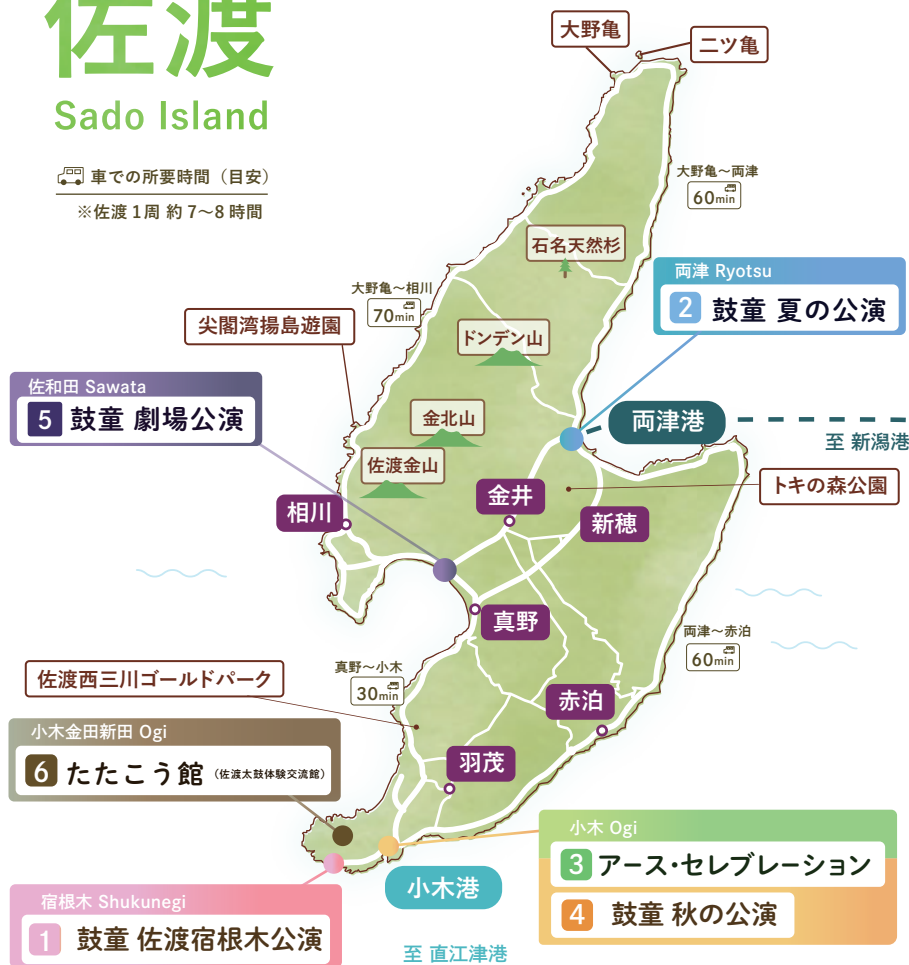 佐渡
Sado Island
車での所要時間（目安）
※佐渡1周 約7〜8時間
大野亀
二ツ亀
大野亀〜両津
60min
石名天然杉
両津 Ryotsu
2 鼓童 夏の公演
大野亀〜相川
70min
尖閣湾揚島遊園
ドンデン山
佐和田 Sawata
5 鼓童 劇場公演
金北山
両津港
至 新潟港
佐渡金山
トキの森公園
金井
相川
新穂
真野
両津〜赤泊
60min
真野〜小木
30min
佐渡西三川ゴールドパーク
赤泊
小木金田新田 Ogi
6 たたこう館（佐渡太鼓体験交流館）
羽茂
小木 Ogi
3 アース・セレブレーション
4 鼓童 秋の公演
小木港
宿根木 Shukunegi
1 鼓童 佐渡宿根木公演
至 直江津港